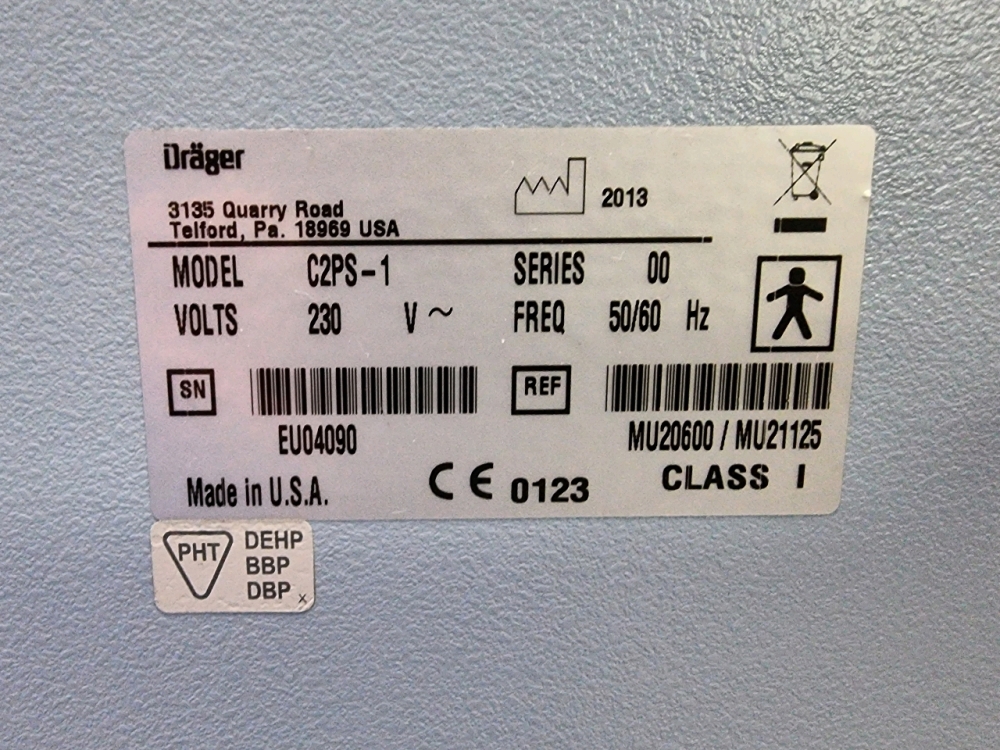 Dräger
2013
3135 Quarry Road
Telford, Pa. 18969 USA
MODEL C2PS-1 SERIES 00
VOLTS 230 V~ FREQ 50/60 Hz
SN REF
EU04090 MU20600 / MU21125
Made in U.S.A. CE 0123 CLASS I
PHT DEHP
BBP
DBP x